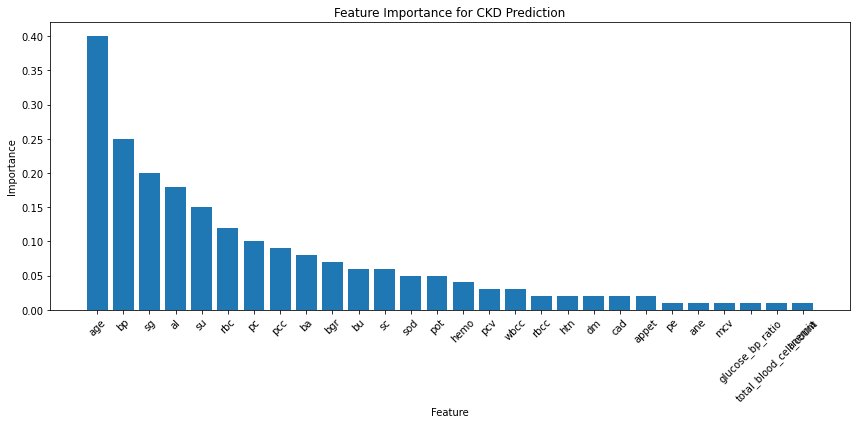 Feature Importance for CKD Prediction
Importance
0.40
0.35
0.30
0.25
0.20
0.15
0.10
0.05
0.00
age
bp
sg
al
su
rbc
pc
pcc
ba
bgr
bu
sc
sod
pot
hemo
pcv
wbcc
rbcc
htn
dm
cad
appet
pe
ane
mcv
glucose_bp_ratio
total_blood_cell_count
anemia
Feature